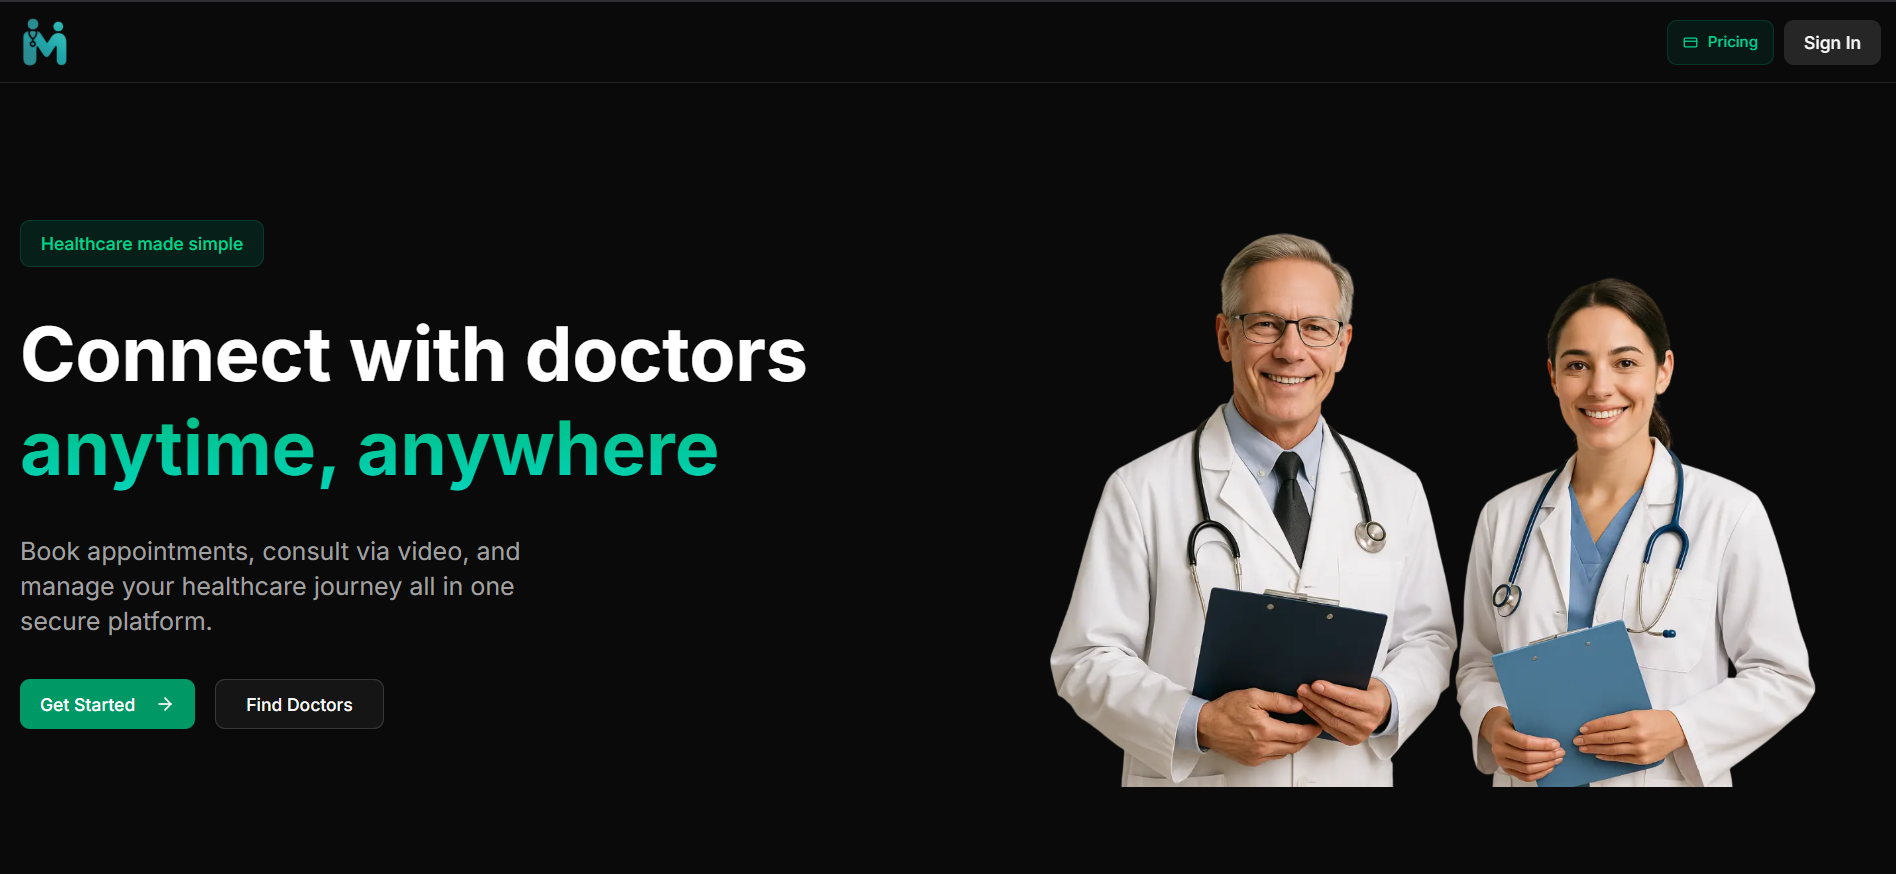 Pricing
Sign In
Healthcare made simple
Connect with doctors
anytime, anywhere
Book appointments, consult via video, and
manage your healthcare journey all in one
secure platform.
Get Started
Find Doctors